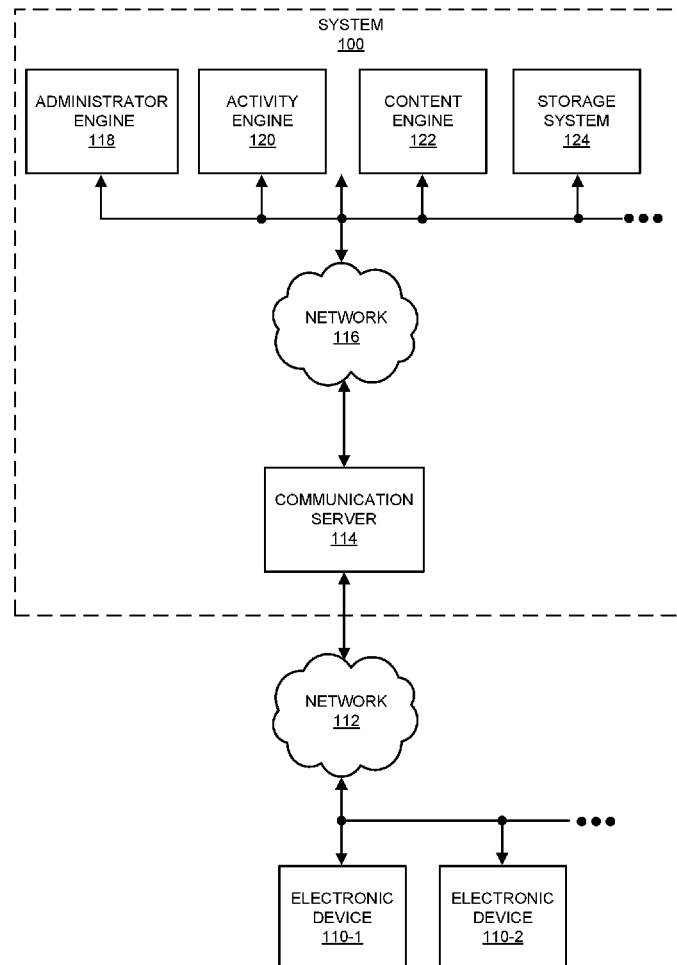 SYSTEM
100
ADMINISTRATOR
ENGINE
118
ACTIVITY
ENGINE
120
CONTENT
ENGINE
122
STORAGE
SYSTEM
124
NETWORK
116
COMMUNICATION
SERVER
114
NETWORK
112
ELECTRONIC
DEVICE
110-1
ELECTRONIC
DEVICE
110-2